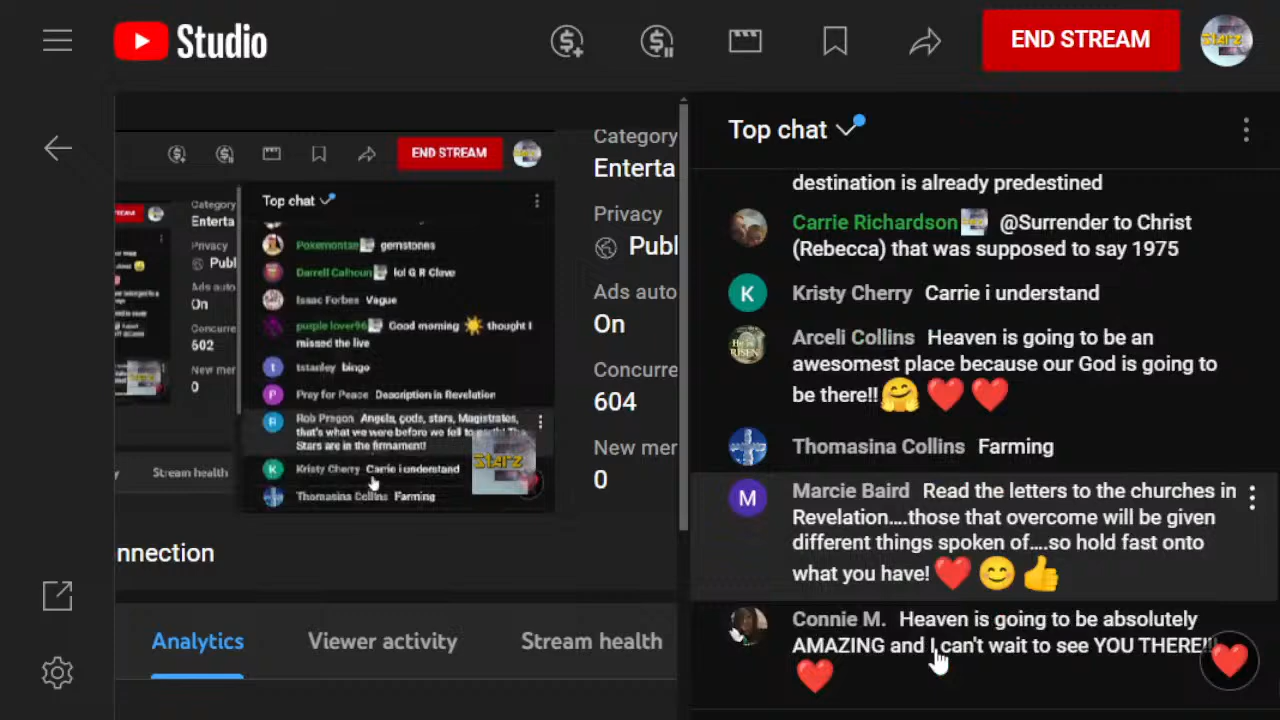 Studio
END STREAM
Starz
Top chat
destination is already predestined
Carrie Richardson @Surrender to Christ
(Rebecca) that was supposed to say 1975
Kristy Cherry Carrie i understand
Arceli Collins Heaven is going to be an
awesomest place because our God is going to
be there!!
Thomasina Collins Farming
Marcie Baird Read the letters to the churches in
Revelation....those that overcome will be given
different things spoken of....so hold fast onto
what you have!
Connie M. Heaven is going to be absolutely
AMAZING and I can't wait to see YOU THERE!!!
Category
Enterta
Privacy
Publ
Ads auto
On
Concurre
604
New mer
0
END STREAM
Top chat
Pokemontan gemstones
Darrell Calhoun lol G R Cleve
Issac Forbes Vague
purple lover96 Good morning thought I
missed the live
tstanley bingo
Pray for Peace Description in Revelation
Rob Pregon Angels, gods, stars, Magistrates,
that's what we were before we fell to earth! The
Stars are in the firmament!
Kristy Cherry Carrie i understand
Thomasina Collins Farming
Starz
Category
Enterta
Privacy
Publ
Ads auto
On
Concurre
602
New mer
0
Stream health
nnection
Analytics
Viewer activity
Stream health